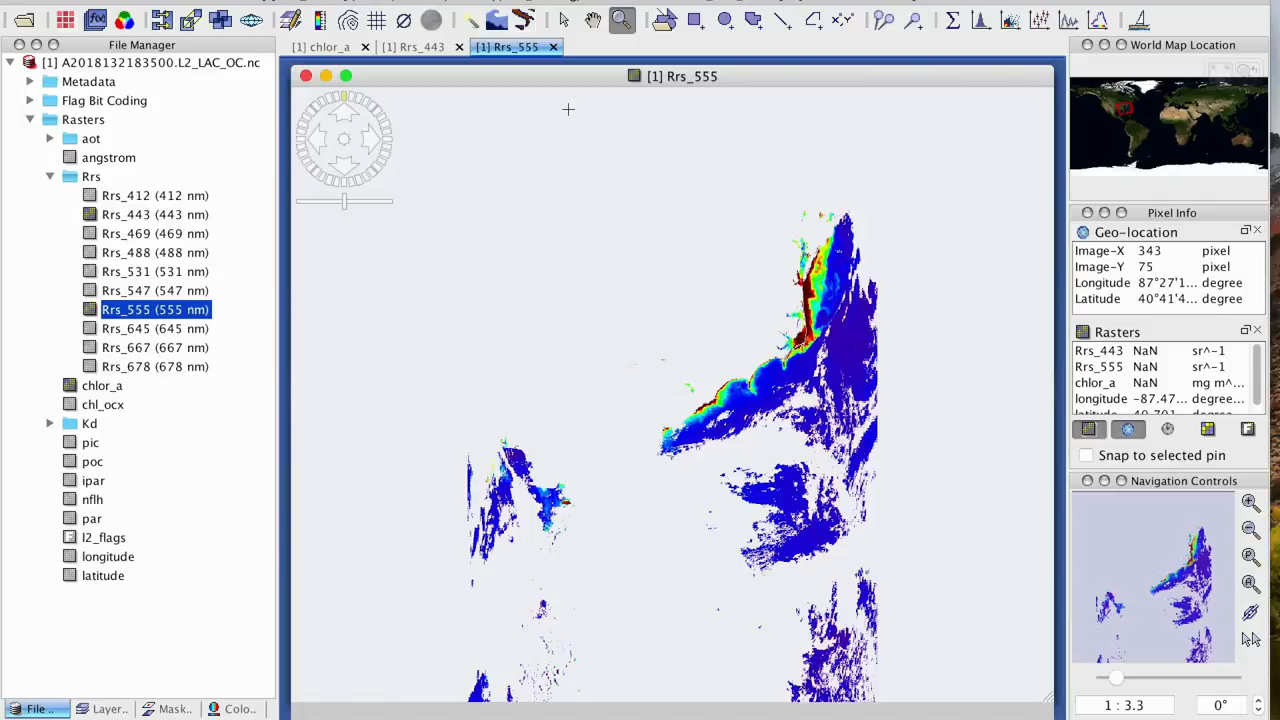 f(x)
Σ
File Manager
[1] chlor_a
[1] Rrs_443
[1] Rrs_555
World Map Location
[1] A2018132183500.L2_LAC_OC.nc
Metadata
Flag Bit Coding
Rasters
aot
angstrom
Rrs
Rrs_412 (412 nm)
Rrs_443 (443 nm)
Rrs_469 (469 nm)
Rrs_488 (488 nm)
Rrs_531 (531 nm)
Rrs_547 (547 nm)
Rrs_555 (555 nm)
Rrs_645 (645 nm)
Rrs_667 (667 nm)
Rrs_678 (678 nm)
chlor_a
chl_ocx
Kd
pic
poc
ipar
nflh
par
l2_flags
longitude
latitude
File ..
Layer..
Mask..
Colo..
[1] Rrs_555
Pixel Info
Geo-location
Image-X 343 pixel
Image-Y 75 pixel
Longitude 87°27'1... degree
Latitude 40°41'4... degree
Rasters
Rrs_443 NaN sr^-1
Rrs_555 NaN sr^-1
chlor_a NaN mg m^...
longitude -87.47... degree
latitude 40.701 degree
Snap to selected pin
Navigation Controls
1 : 3.3
0°